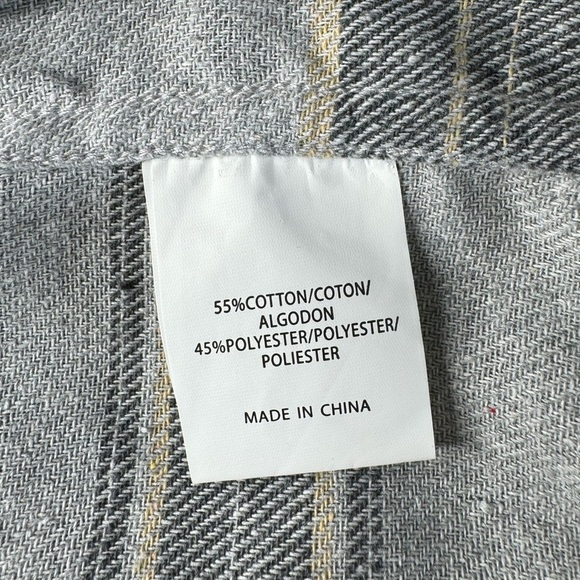 55%COTTON/COTON/
ALGODON
45%POLYESTER/POLYESTER/
POLIESTER
MADE IN CHINA